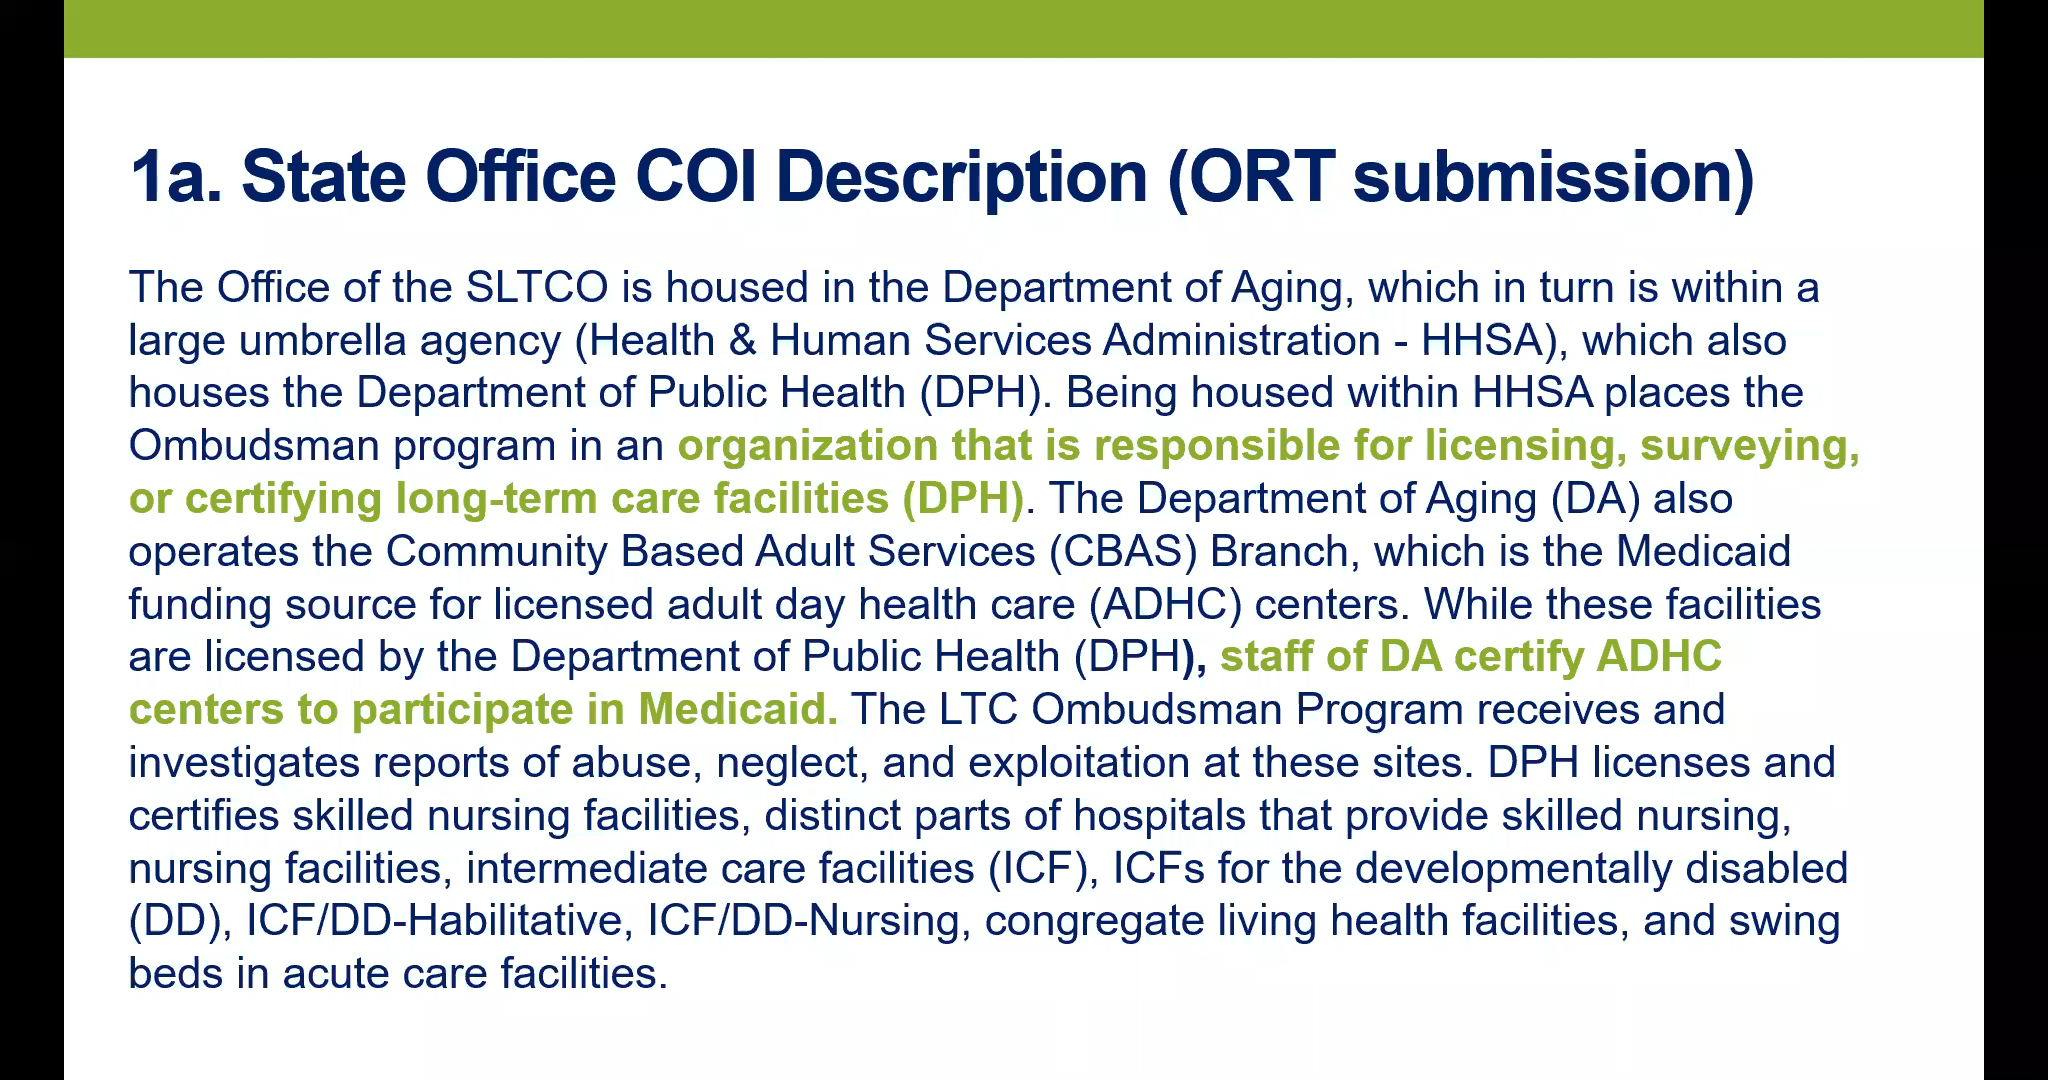 1a. State Office COI Description (ORT submission)
The Office of the SLTCO is housed in the Department of Aging, which in turn is within a
large umbrella agency (Health & Human Services Administration - HHSA), which also
houses the Department of Public Health (DPH). Being housed within HHSA places the
Ombudsman program in an organization that is responsible for licensing, surveying,
or certifying long-term care facilities (DPH). The Department of Aging (DA) also
operates the Community Based Adult Services (CBAS) Branch, which is the Medicaid
funding source for licensed adult day health care (ADHC) centers. While these facilities
are licensed by the Department of Public Health (DPH), staff of DA certify ADHC
centers to participate in Medicaid. The LTC Ombudsman Program receives and
investigates reports of abuse, neglect, and exploitation at these sites. DPH licenses and
certifies skilled nursing facilities, distinct parts of hospitals that provide skilled nursing,
nursing facilities, intermediate care facilities (ICF), ICFs for the developmentally disabled
(DD), ICF/DD-Habilitative, ICF/DD-Nursing, congregate living health facilities, and swing
beds in acute care facilities.